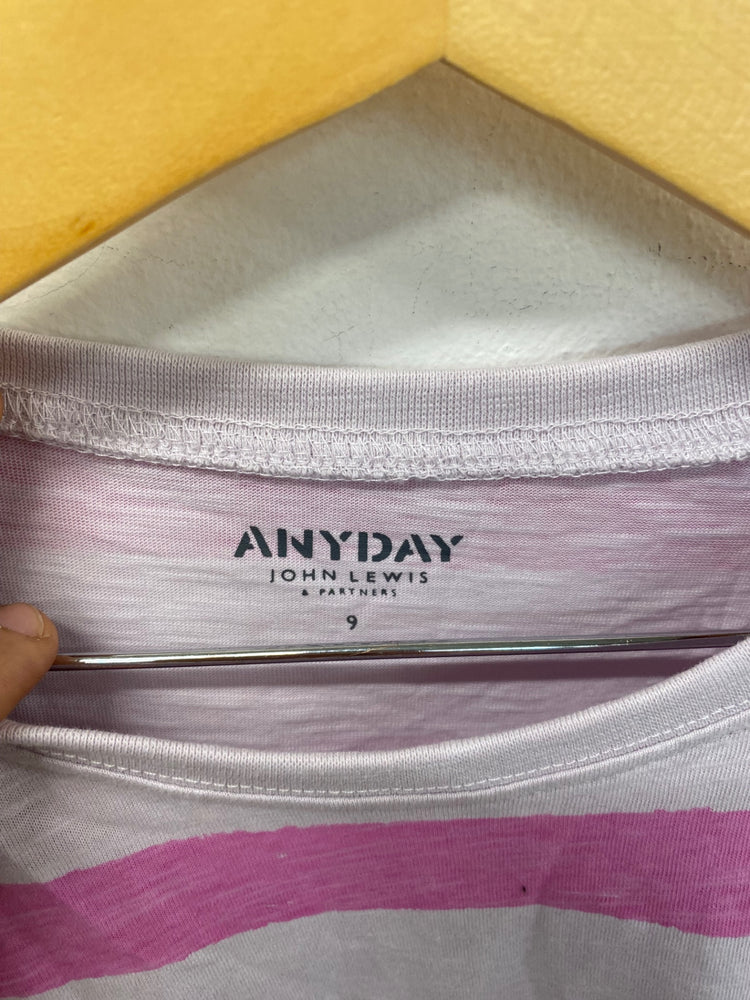 ANYDAY
JOHN LEWIS
& PARTNERS
9